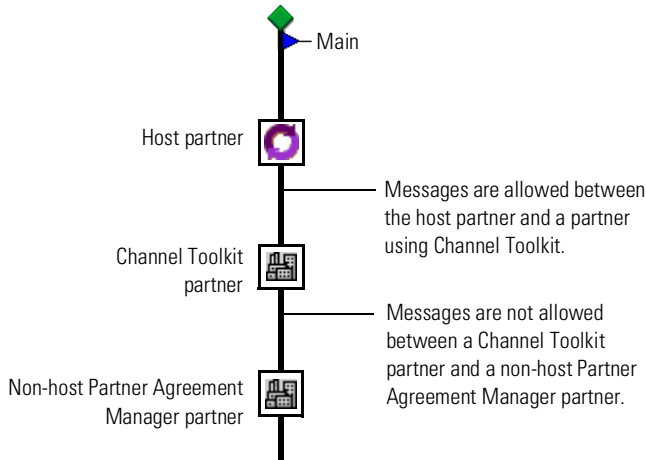 Main
Host partner
Messages are allowed between
the host partner and a partner
using Channel Toolkit.
Channel Toolkit
partner
Messages are not allowed
between a Channel Toolkit
partner and a non-host Partner
Agreement Manager partner.
Non-host Partner Agreement
Manager partner